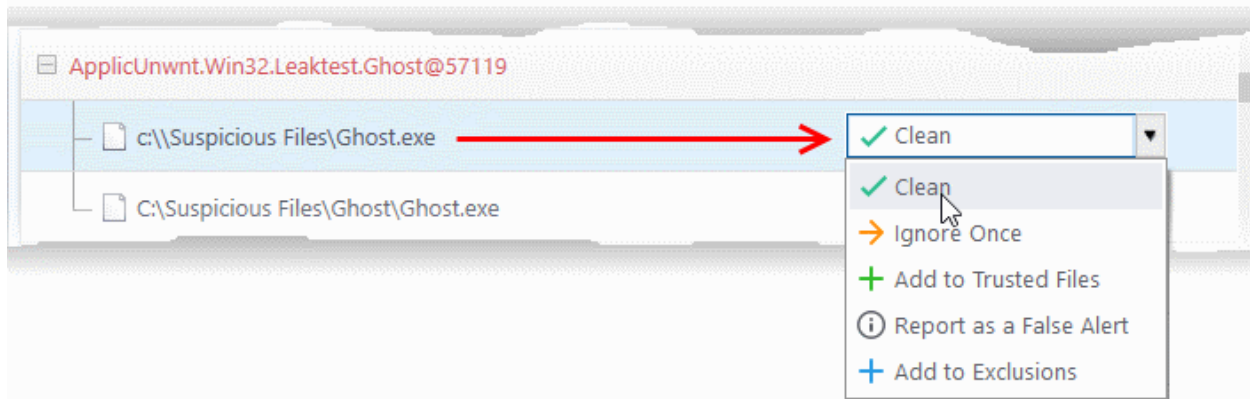 ApplicUnwnt.Win32.Leaktest.Ghost@57119
c:\\Suspicious Files\Ghost.exe
Clean
Clean
C:\Suspicious Files\Ghost\Ghost.exe
Ignore Once
Add to Trusted Files
Report as a False Alert
Add to Exclusions